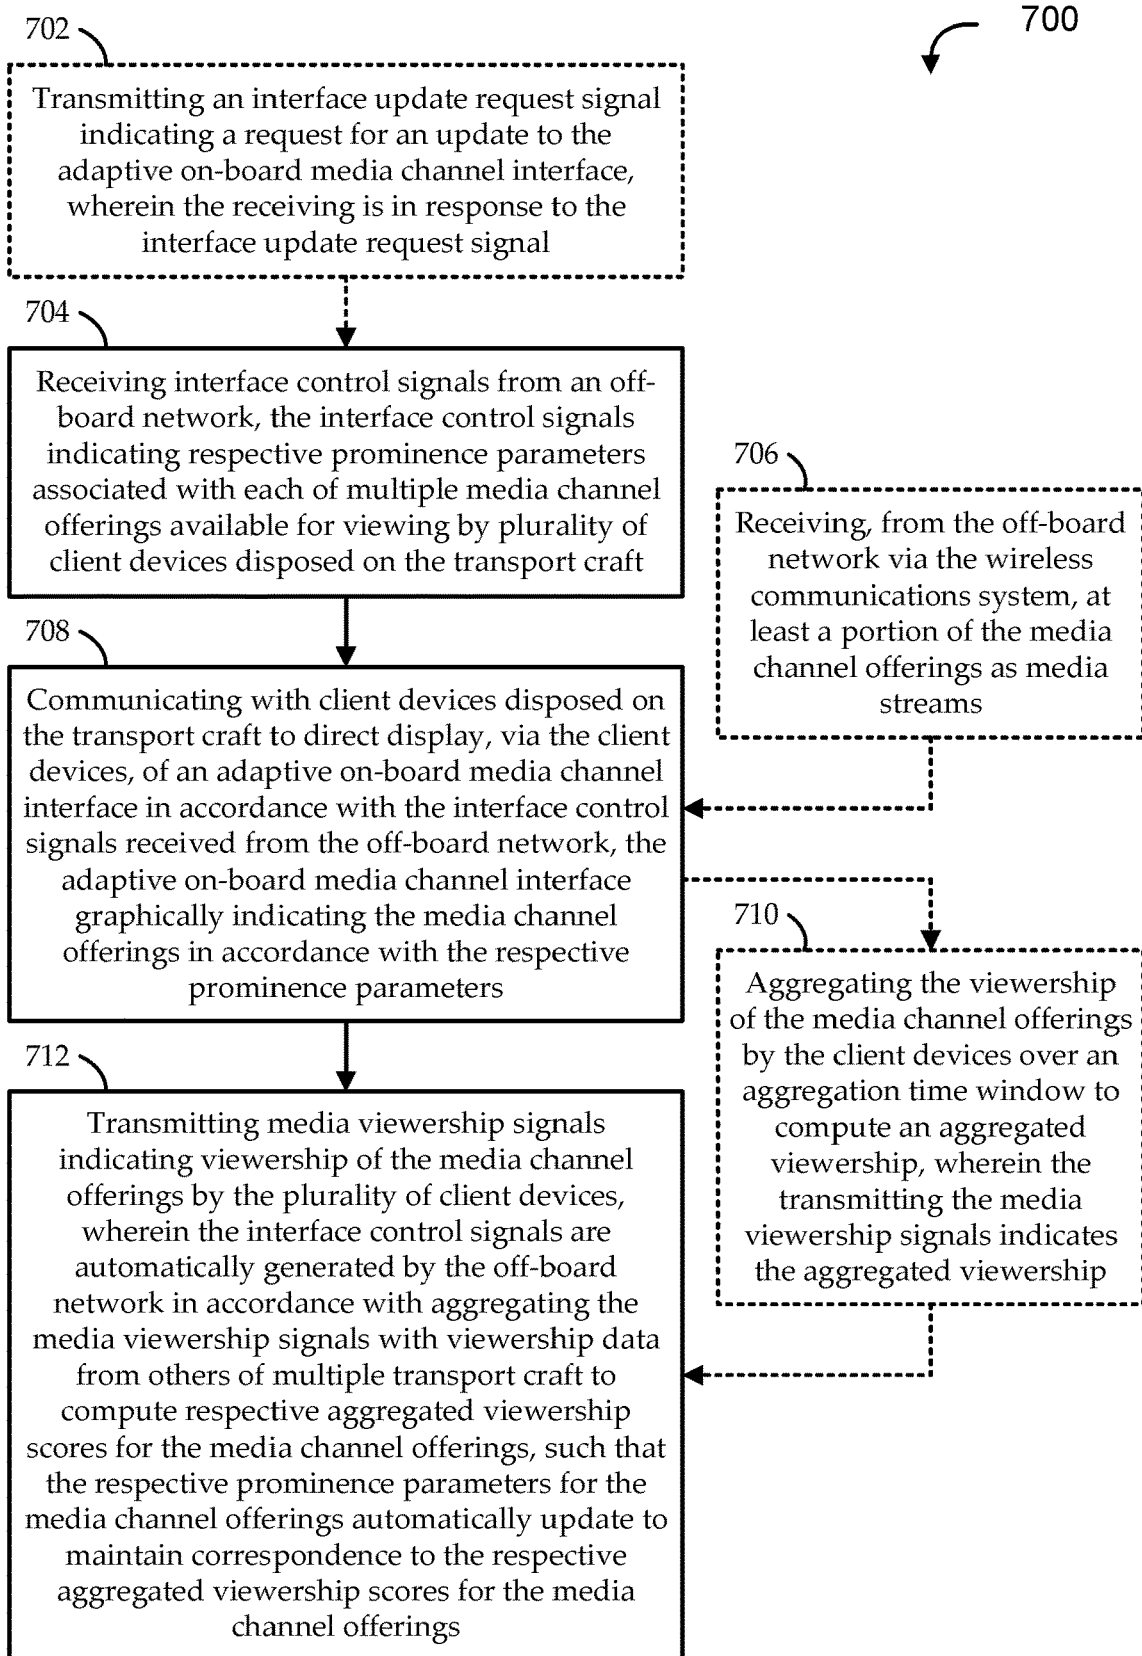 700
702
Transmitting an interface update request signal
indicating a request for an update to the
adaptive on-board media channel interface,
wherein the receiving is in response to the
interface update request signal
704
Receiving interface control signals from an off-
board network, the interface control signals
indicating respective prominence parameters
associated with each of multiple media channel
offerings available for viewing by plurality of
client devices disposed on the transport craft
706
Receiving, from the off-board
network via the wireless
communications system, at
least a portion of the media
channel offerings as media
streams
708
Communicating with client devices disposed on
the transport craft to direct display, via the client
devices, of an adaptive on-board media channel
interface in accordance with the interface control
signals received from the off-board network, the
adaptive on-board media channel interface
graphically indicating the media channel
offerings in accordance with the respective
prominence parameters
710
Aggregating the viewership
of the media channel offerings
by the client devices over an
aggregation time window to
compute an aggregated
viewership, wherein the
transmitting the media
viewership signals indicates
the aggregated viewership
712
Transmitting media viewership signals
indicating viewership of the media channel
offerings by the plurality of client devices,
wherein the interface control signals are
automatically generated by the off-board
network in accordance with aggregating the
media viewership signals with viewership data
from others of multiple transport craft to
compute respective aggregated viewership
scores for the media channel offerings, such that
the respective prominence parameters for the
media channel offerings automatically update to
maintain correspondence to the respective
aggregated viewership scores for the media
channel offerings